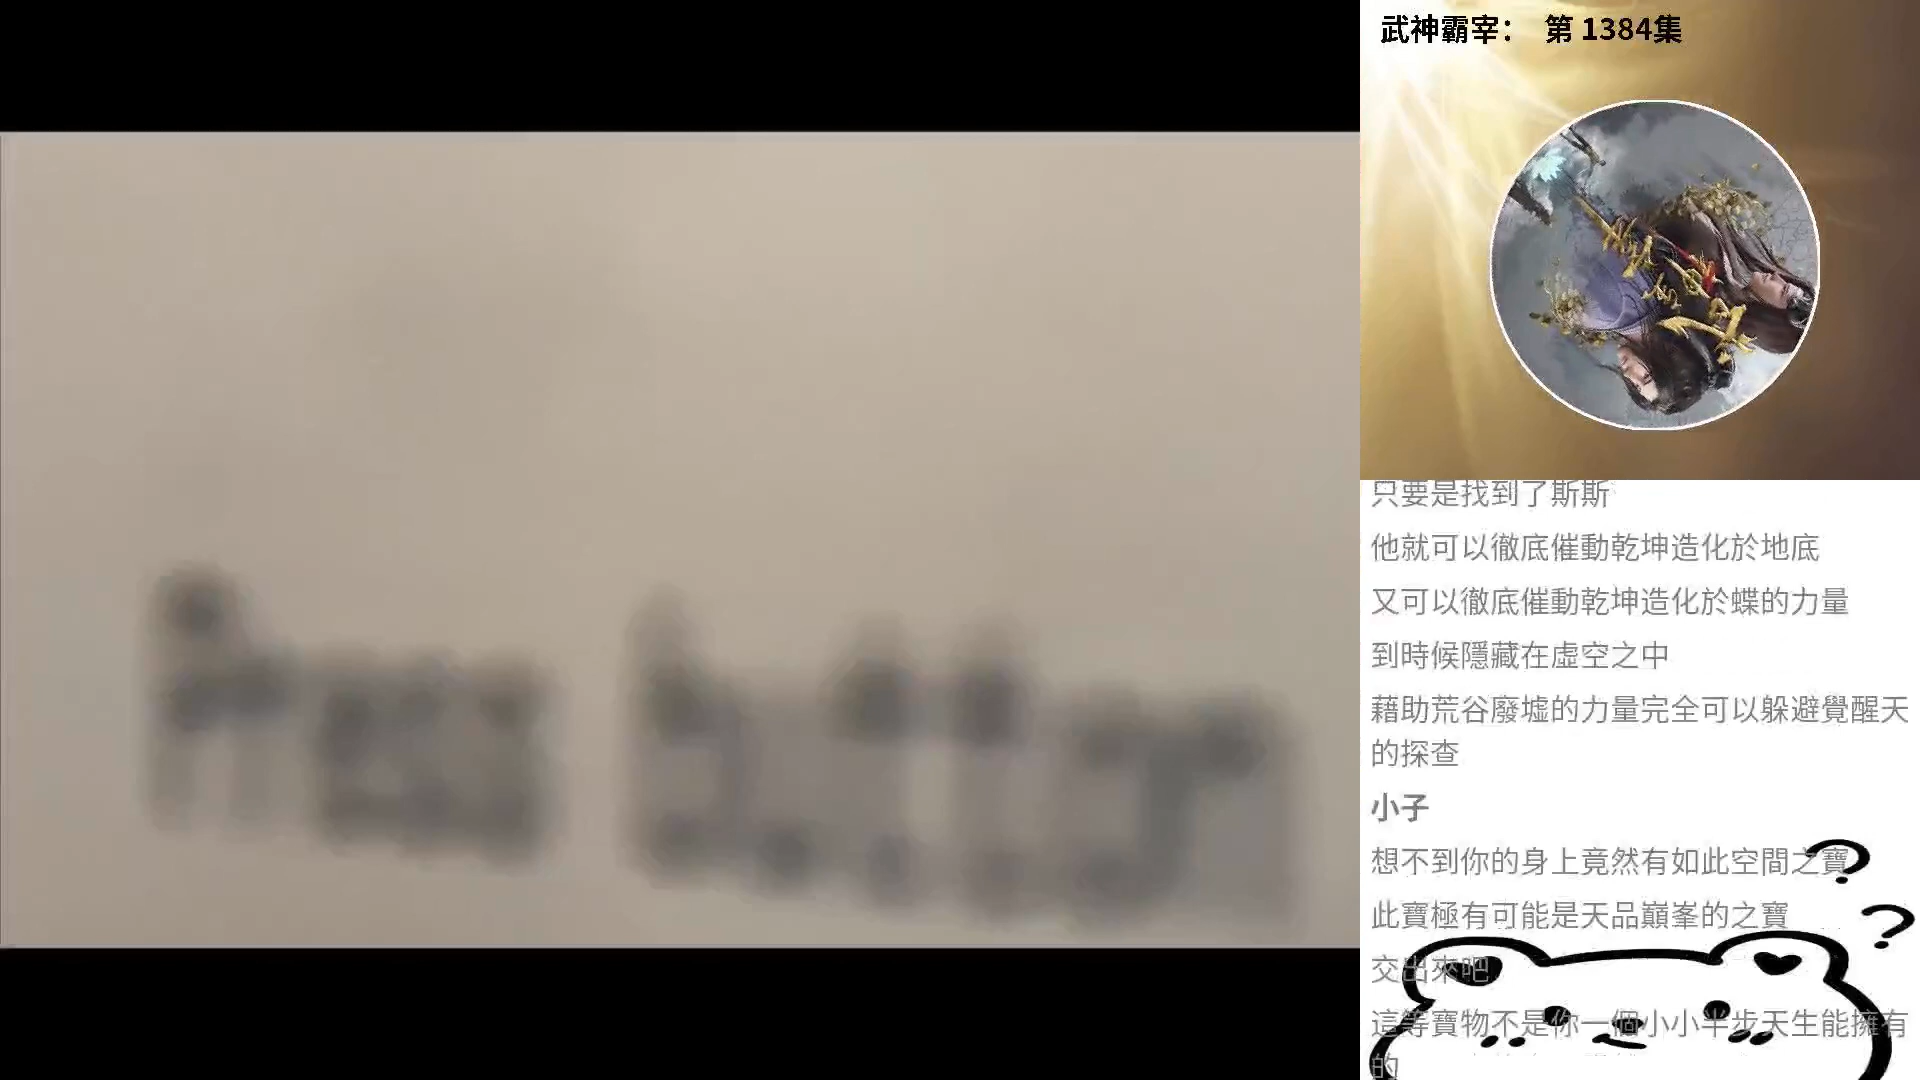 武神霸宰： 第 1384集
只要是找到了斯斯
他就可以徹底催動乾坤造化於地底
又可以徹底催動乾坤造化於蝶的力量
到時候隱藏在虛空之中
藉助荒谷廢墟的力量完全可以躲避覺醒天
的探查
小子
想不到你的身上竟然有如此空間之寶
此寶極有可能是天品巔峯的之寶
交出來吧
這等寶物不是你一個小小半步天生能擁有
的